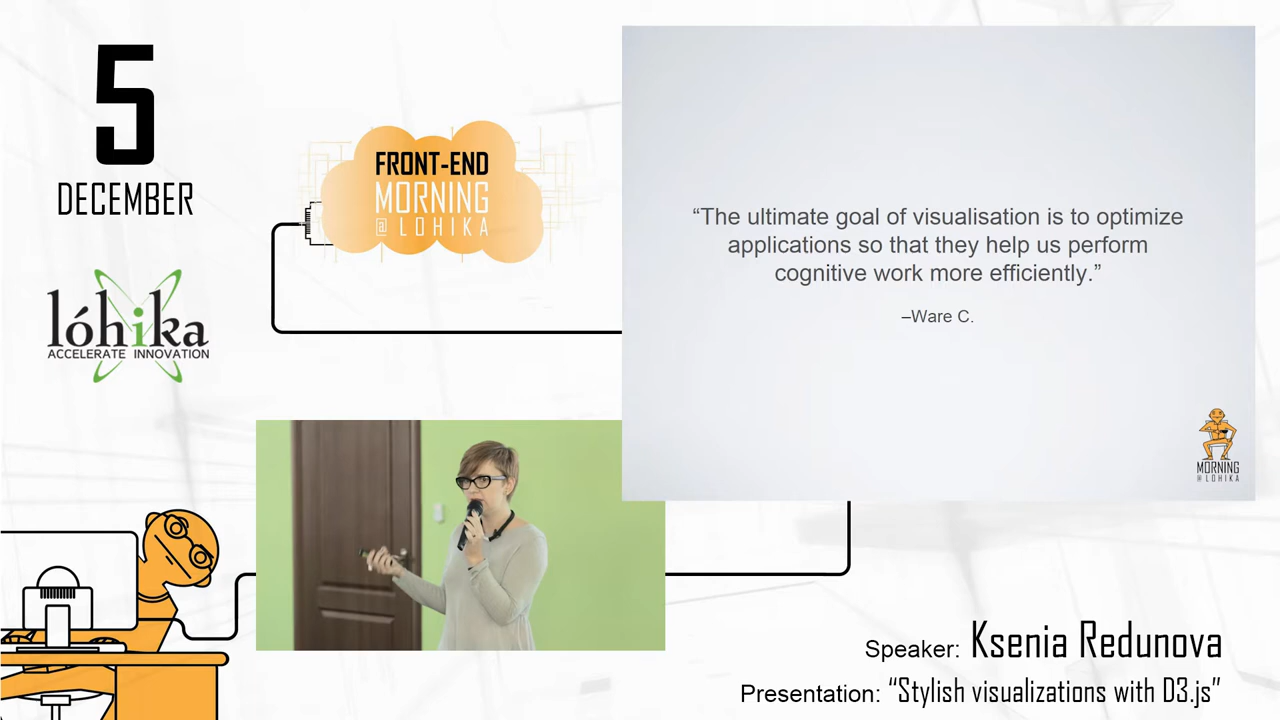 5
DECEMBER
lóhika
ACCELERATE INNOVATION
FRONT-END
MORNING
@ LOHIKA
“The ultimate goal of visualisation is to optimize
applications so that they help us perform
cognitive work more efficiently.”
–Ware C.
MORNING
@ LOHIKA
Speaker: Ksenia Redunova
Presentation: “Stylish visualizations with D3.js”